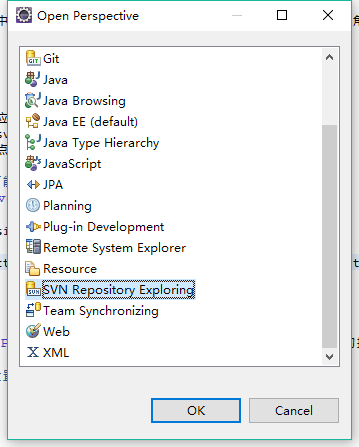 Open Perspective
Git
Java
Java Browsing
Java EE (default)
Java Type Hierarchy
JavaScript
JPA
Planning
Plug-in Development
Remote System Explorer
Resource
SVN Repository Exploring
Team Synchronizing
Web
XML
OK
Cancel